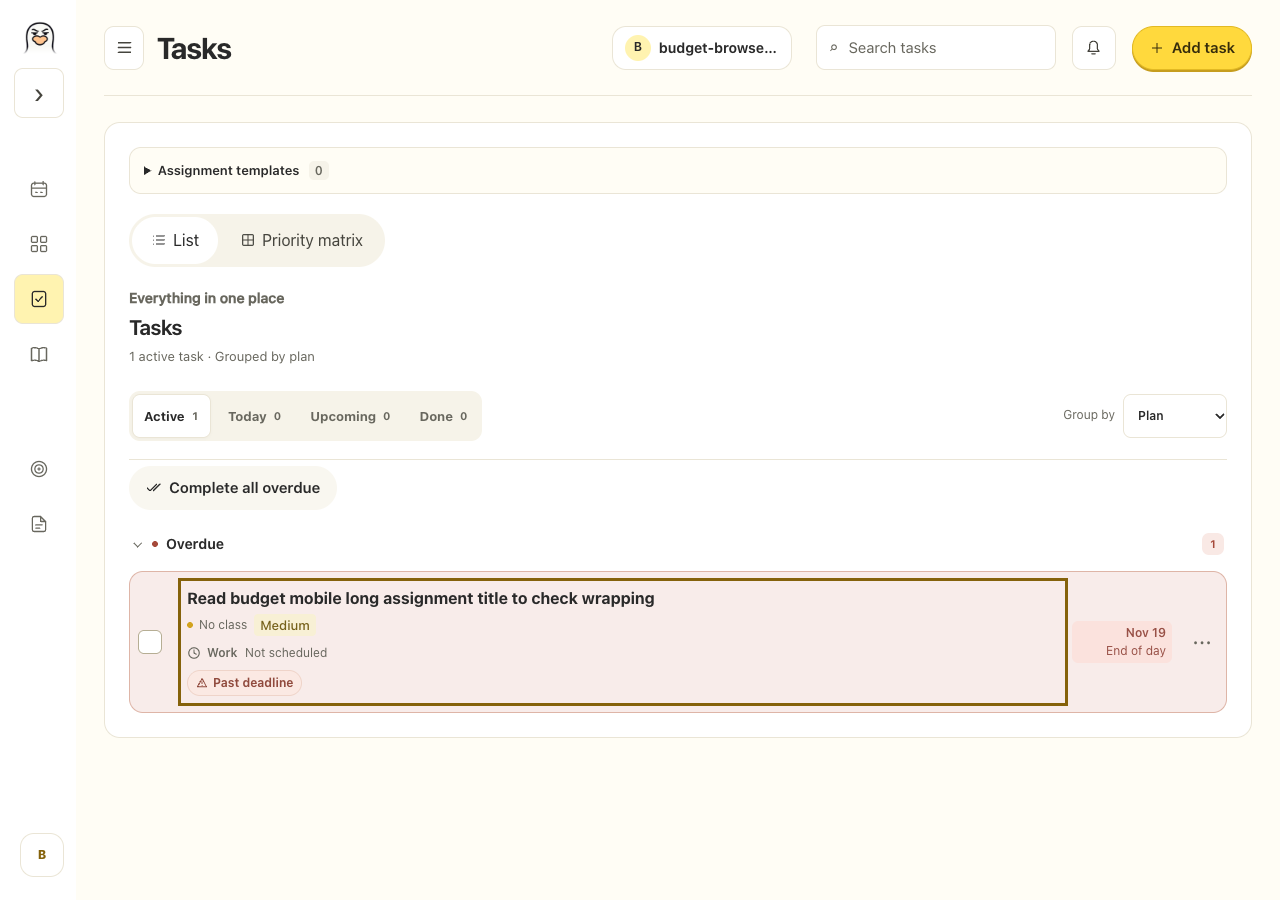 Tasks
B budget-browse...
Search tasks
Add task
Assignment templates 0
List
Priority matrix
Everything in one place
Tasks
1 active task · Grouped by plan
Active 1
Today 0
Upcoming 0
Done 0
Group by
Plan
Complete all overdue
Overdue
1
Read budget mobile long assignment title to check wrapping
No class Medium
Work Not scheduled
Past deadline
Nov 19
End of day
B